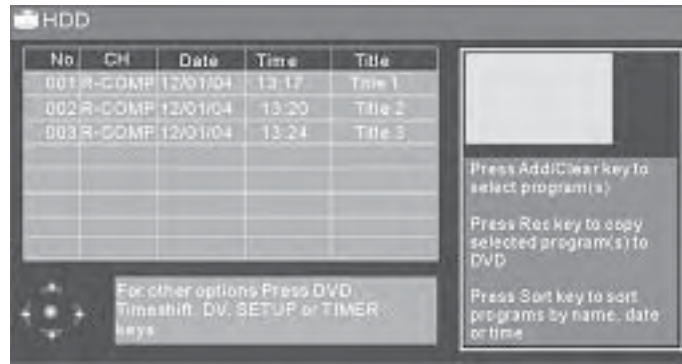 HDD
No CH Date Time Title
001 R-COMP 12/01/04 13:17 Title 1
002 R-COMP 12/01/04 13:20 Title 2
003 R-COMP 12/01/04 13:24 Title 3
Press Add/Clear key to
select program(s)
Press Rec key to copy
selected program(s) to
DVD
Press Sort key to sort
programs by name, date
or time
For other options Press DVD,
Timeshift, DV, SETUP or TIMER
keys